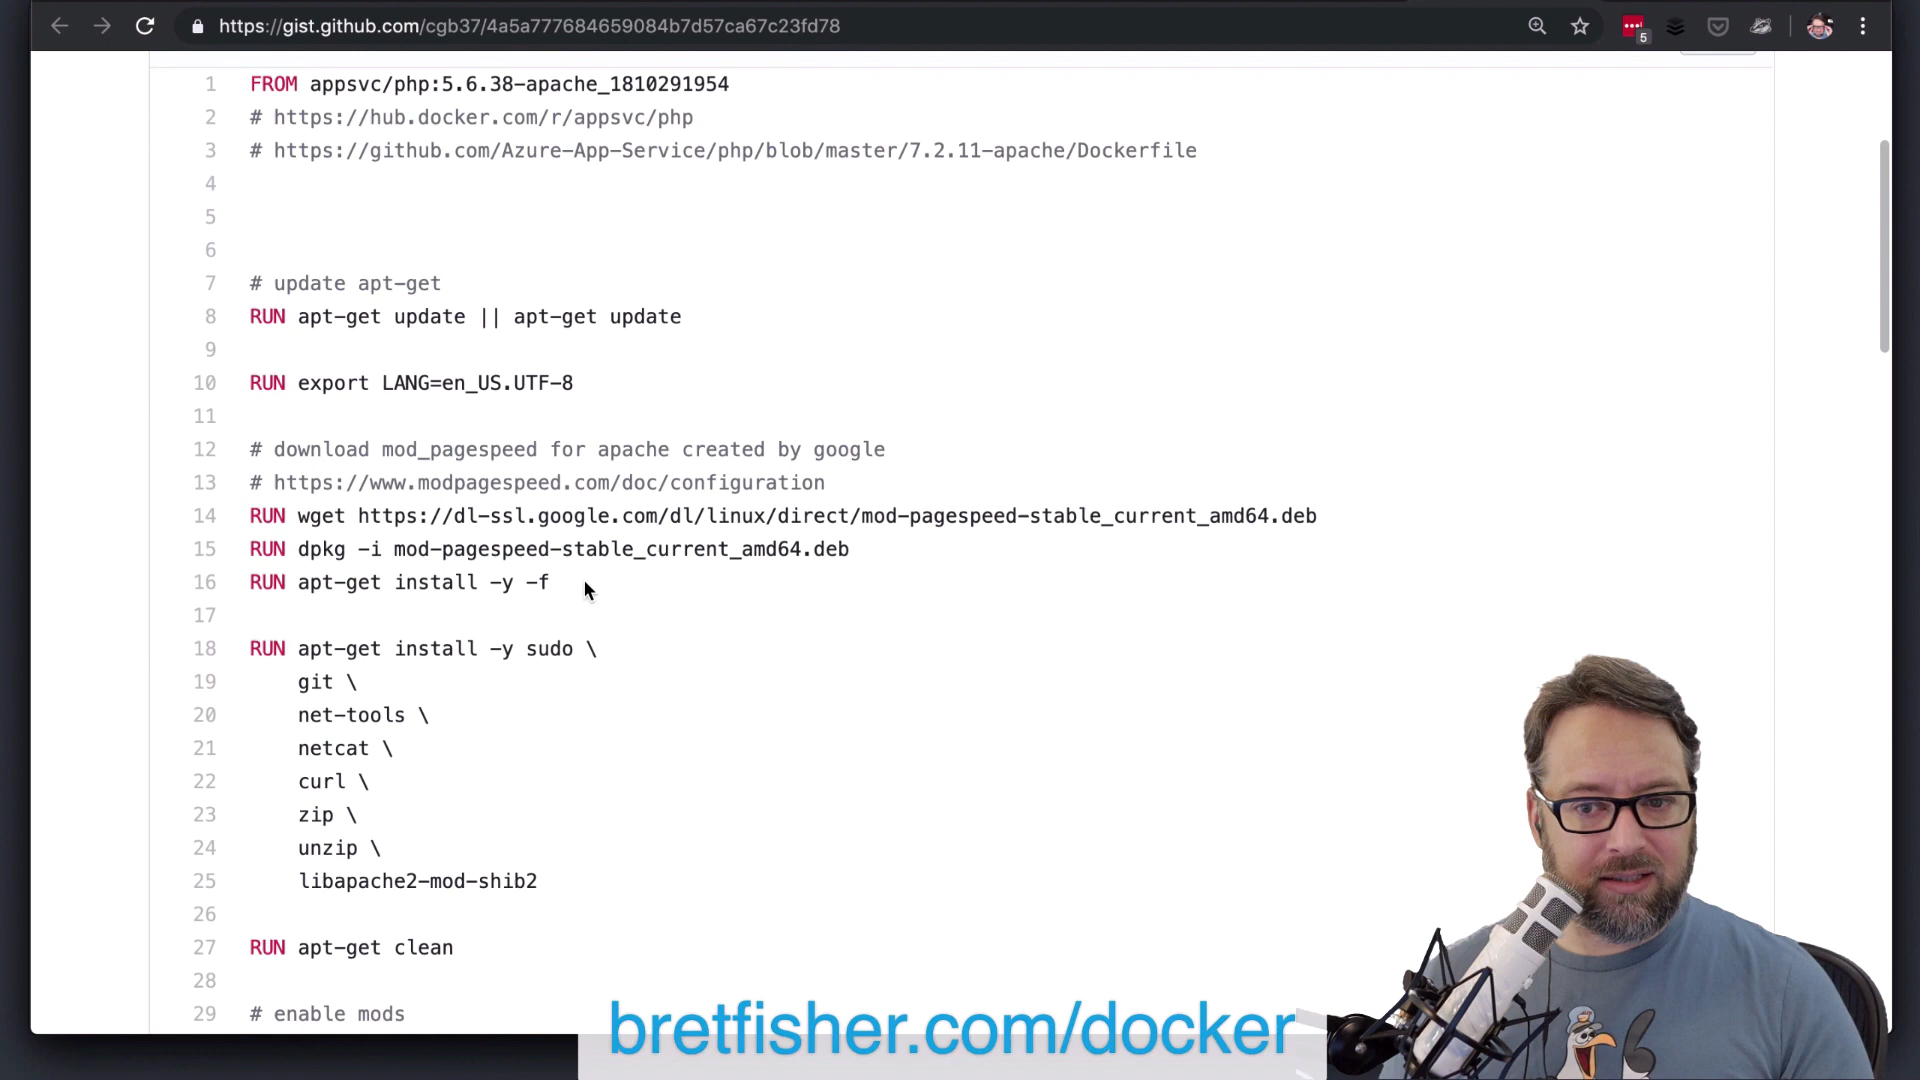 https://gist.github.com/cgb37/4a5a777684659084b7d57ca67c23fd78
5
1 FROM appsvc/php:5.6.38-apache_1810291954
2 # https://hub.docker.com/r/appsvc/php
3 # https://github.com/Azure-App-Service/php/blob/master/7.2.11-apache/Dockerfile
4
5
6
7 # update apt-get
8 RUN apt-get update || apt-get update
9
10 RUN export LANG=en_US.UTF-8
11
12 # download mod_pagespeed for apache created by google
13 # https://www.modpagespeed.com/doc/configuration
14 RUN wget https://dl-ssl.google.com/dl/linux/direct/mod-pagespeed-stable_current_amd64.deb
15 RUN dpkg -i mod-pagespeed-stable_current_amd64.deb
16 RUN apt-get install -y -f
17
18 RUN apt-get install -y sudo \
19 git \
20 net-tools \
21 netcat \
22 curl \
23 zip \
24 unzip \
25 libapache2-mod-shib2
26
27 RUN apt-get clean
28
29 # enable mods
bretfisher.com/docker